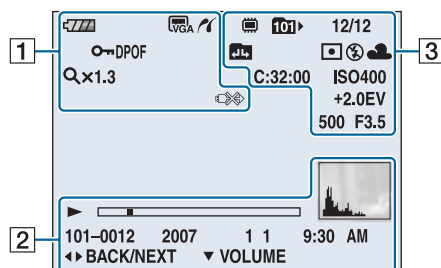 1
VGA
101
12/12
DPOF
3
×1.3
C:32:00 ISO400
+2.0EV
500 F3.5
2
101-0012 2007 1 1 9:30 AM
BACK/NEXT VOLUME